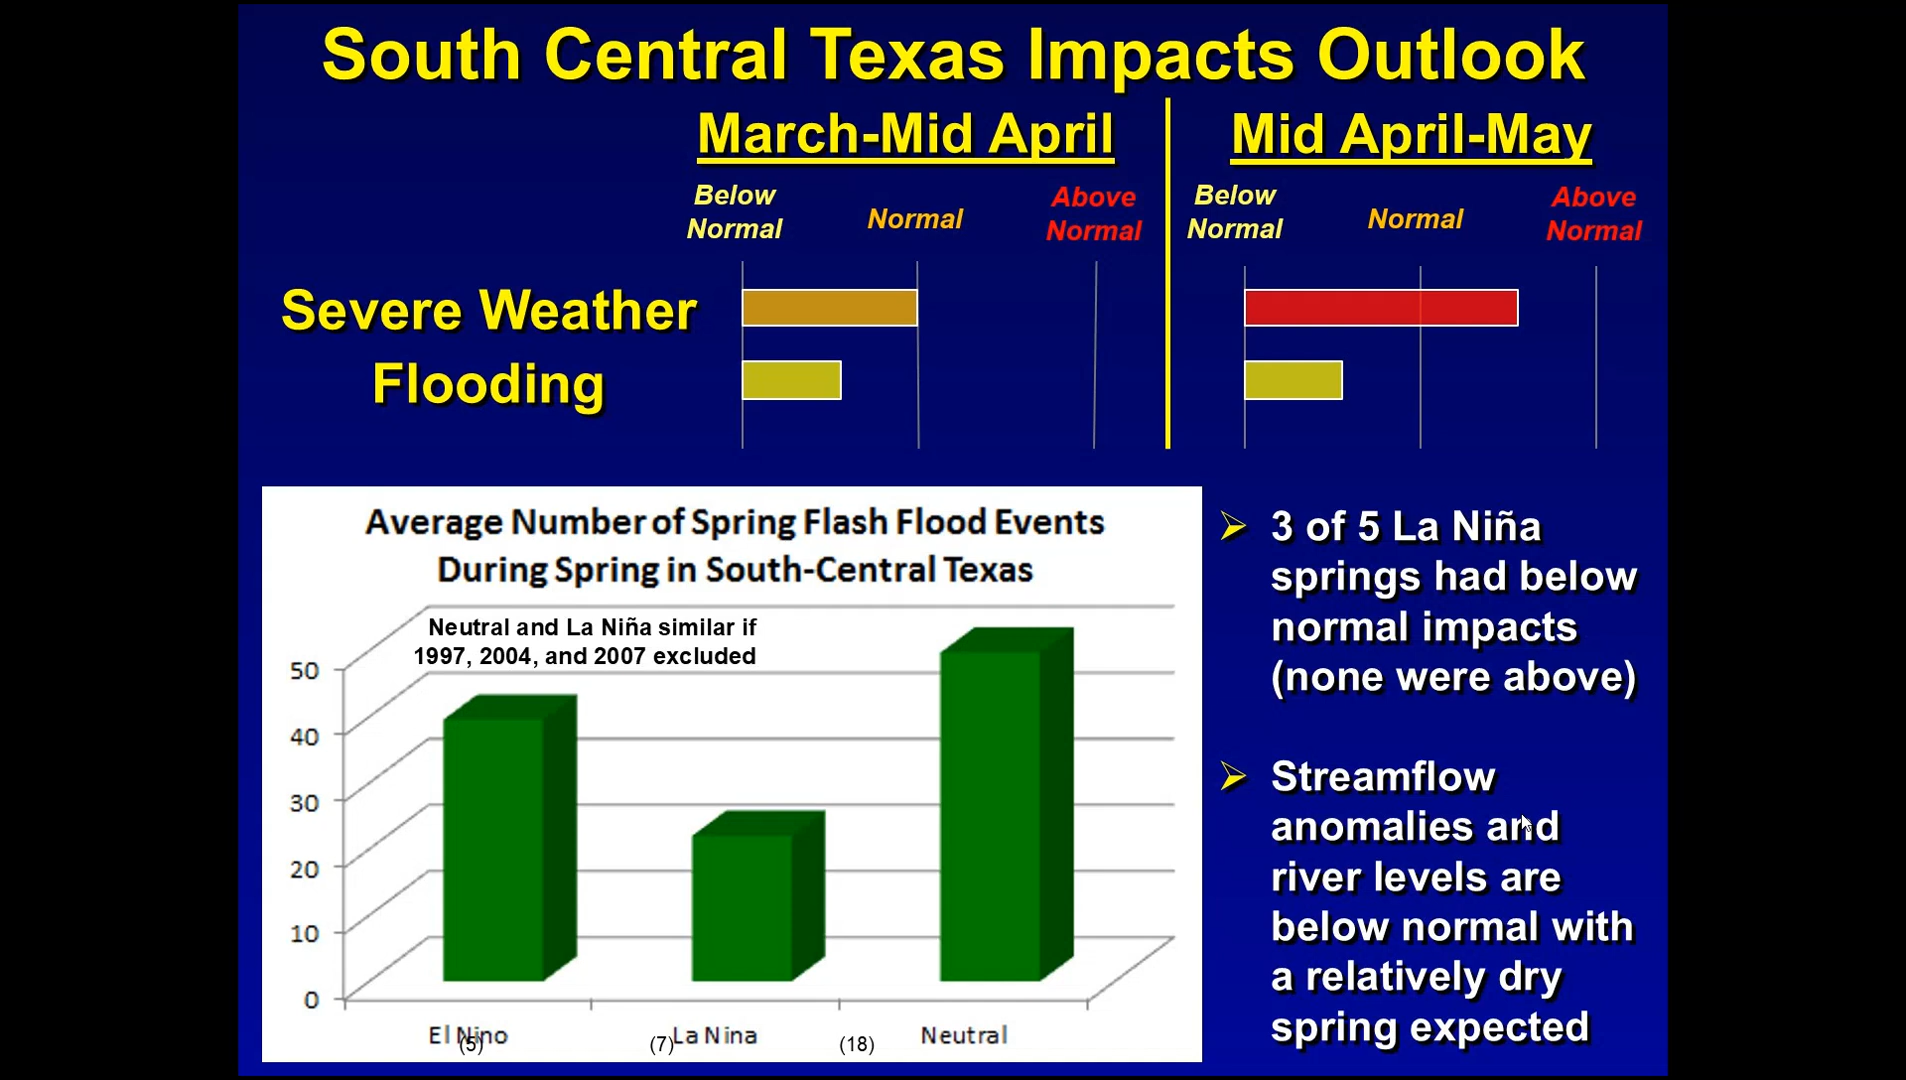 South Central Texas Impacts Outlook
March-Mid April
Mid April-May
Below
Normal
Normal
Above
Normal
Below
Normal
Normal
Above
Normal
Severe Weather
Flooding
Average Number of Spring Flash Flood Events
During Spring in South-Central Texas
Neutral and La Niña similar if
1997, 2004, and 2007 excluded
50
40
30
20
10
0
El Nino
La Nina
Neutral
(5)
(7)
(18)
3 of 5 La Niña
springs had below
normal impacts
(none were above)
Streamflow
anomalies and
river levels are
below normal with
a relatively dry
spring expected